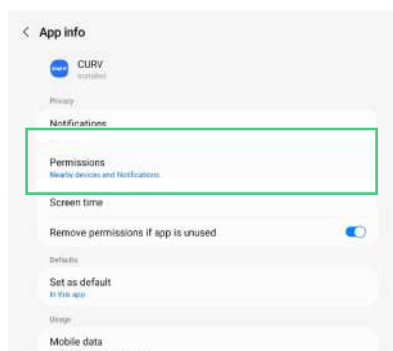 App info
CURV
Installed
Privacy
Notifications
Permissions
Nearby devices and Notifications
Screen time
Remove permissions if app is unused
Defaults
Set as default
In this app
Usage
Mobile data